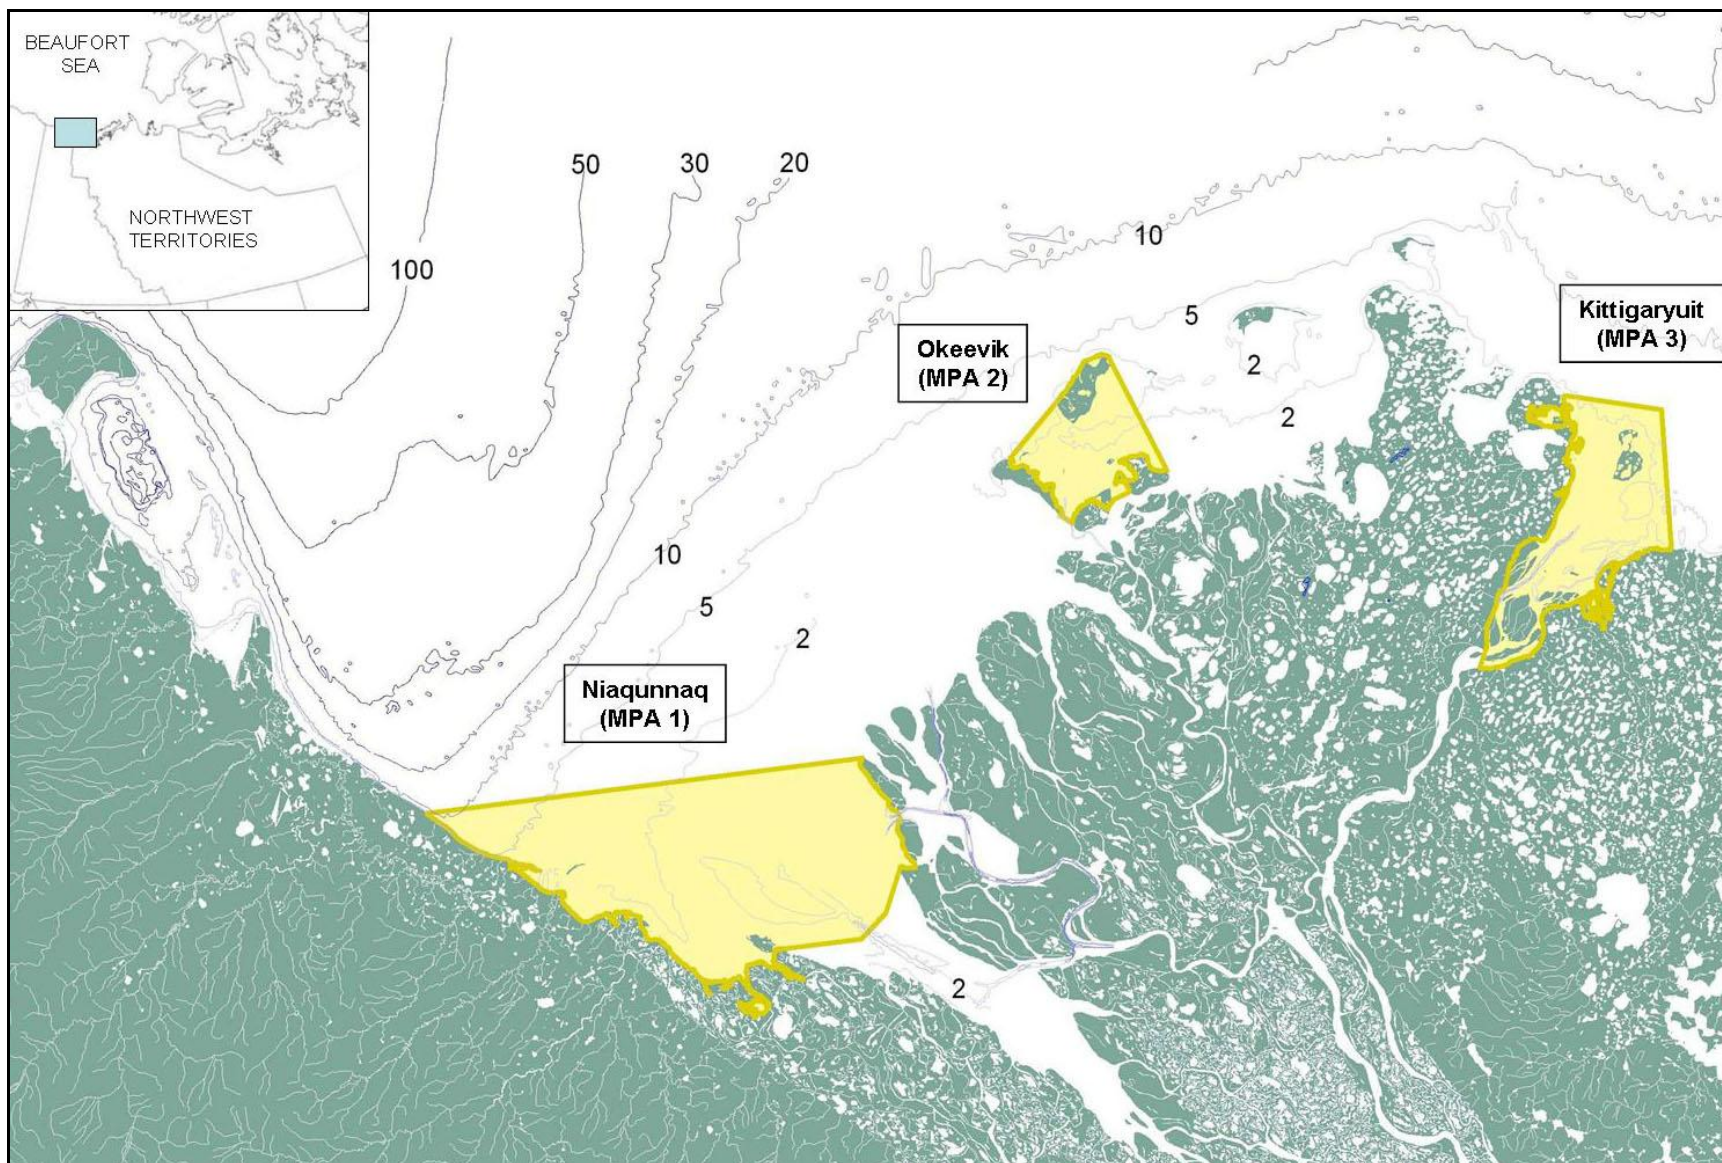 BEAUFORT
SEA
NORTHWEST
TERRITORIES
50
30
20
10
100
Kittigaryuit
(MPA 3)
5
Okeevik
(MPA 2)
2
2
10
5
2
Niaqunnaq
(MPA 1)
2